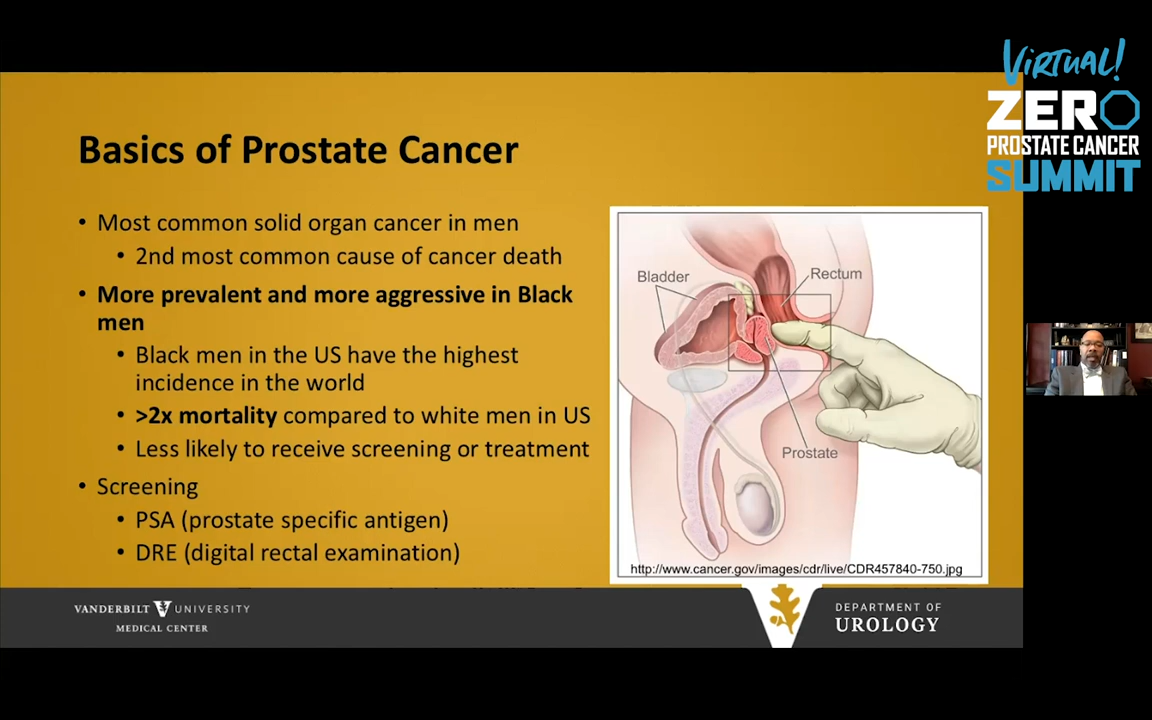 ViRTUAL!
ZERO
PROSTATE CANCER
SUMMIT
Basics of Prostate Cancer
• Most common solid organ cancer in men
• 2nd most common cause of cancer death
• More prevalent and more aggressive in Black
men
• Black men in the US have the highest
incidence in the world
• >2x mortality compared to white men in US
• Less likely to receive screening or treatment
• Screening
• PSA (prostate specific antigen)
• DRE (digital rectal examination)
Bladder
Rectum
Prostate
http://www.cancer.gov/images/cdr/live/CDR457840-750.jpg
VANDERBILT V UNIVERSITY
MEDICAL CENTER
DEPARTMENT OF
UROLOGY